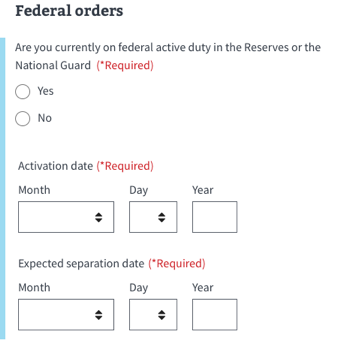 Federal orders
Are you currently on federal active duty in the Reserves or the
National Guard (*Required)
Yes
No
Activation date (*Required)
Month Day Year
Expected separation date (*Required)
Month Day Year